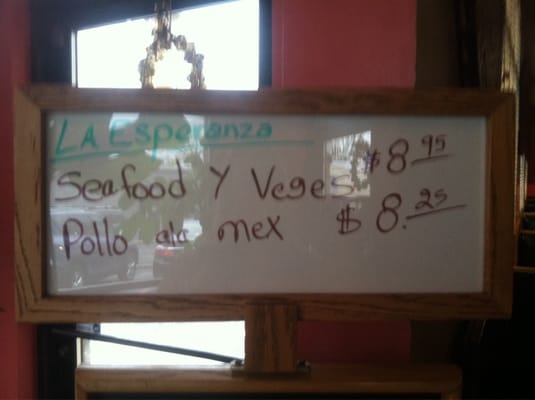 LA Esperanza
Seafood Y Veges $8.95
Pollo ala mex $8.25